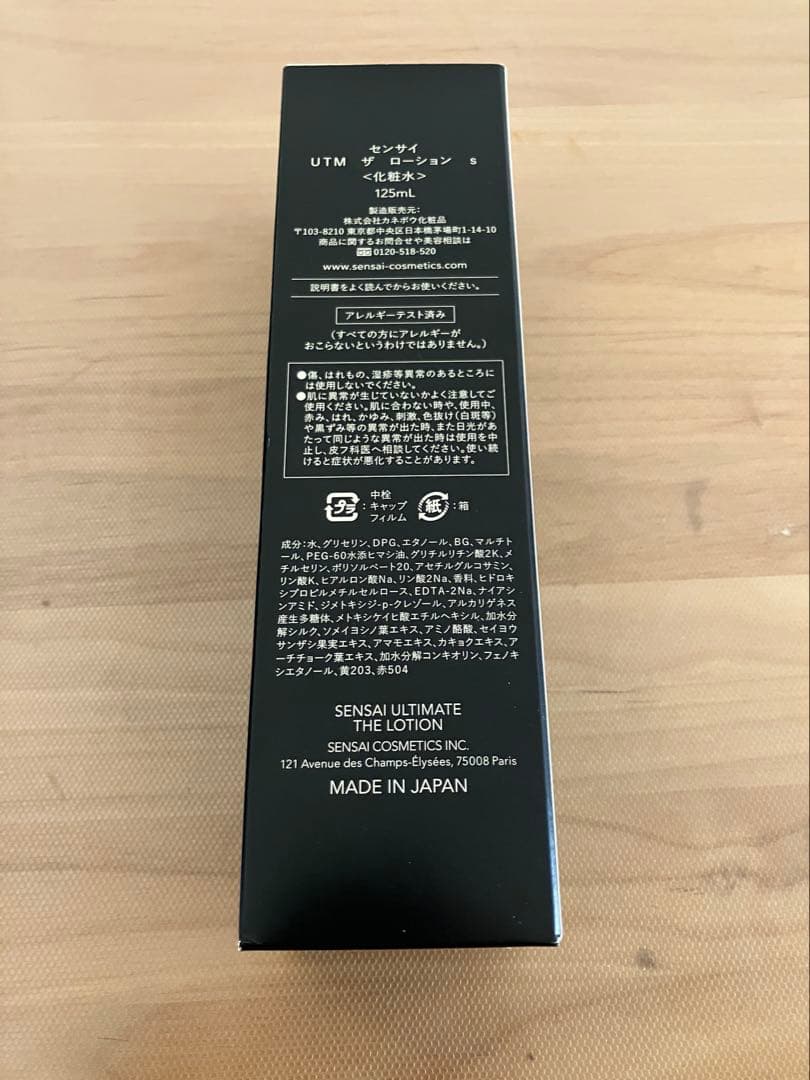 センサイ
UTM ザ ローション s
<化粧水>
125mL
製造販売元:
株式会社カネボウ化粧品
〒103-8210 東京都中央区日本橋茅場町1-14-10
商品に関するお問合せや美容相談は
0120-518-520
www.sensai-cosmetics.com
説明書をよく読んでからお使いください。
アレルギーテスト済み
(すべての方にアレルギーが
おこらないというわけではありません。)
●傷、はれもの、湿疹等異常のあるところに
は使用しないでください。
●肌に異常が生じていないかよく注意してご
使用ください。肌に合わない時や、使用中、
赤み、はれ、かゆみ、刺激、色抜け(白斑等)
や黒ずみ等の異常が出た時、また日光があ
たって同じような異常が出た時は使用を中
止し、皮フ科医へ相談してください。使い続
けると症状が悪化することがあります。
プラ : 中栓 キャップ フィルム 紙 : 箱
成分:水、グリセリン、DPG、エタノール、BG、マルチト
ール、PEG-60水添ヒマシ油、グリチルリチン酸2K、メ
チルセリン、ポリソルベート20、アセチルグルコサミン、
リン酸K、ヒアルロン酸Na、リン酸2Na、香料、ヒドロキ
シプロピルメチルセルロース、EDTA-2Na、ナイアシ
ンアミド、ジメトキシジ-p-クレゾール、アルカリゲネス
産生多糖体、メトキシケイヒ酸エチルヘキシル、加水分
解シルク、ソメイヨシノ葉エキス、アミノ酪酸、セイヨウ
サンザシ果実エキス、アマモエキス、カキョクエキス、ア
ーチチョーク葉エキス、加水分解コンキオリン、フェノキ
シエタノール、黄203、赤504
SENSAI ULTIMATE
THE LOTION
SENSAI COSMETICS INC.
121 Avenue des Champs-Élysées, 75008 Paris
MADE IN JAPAN